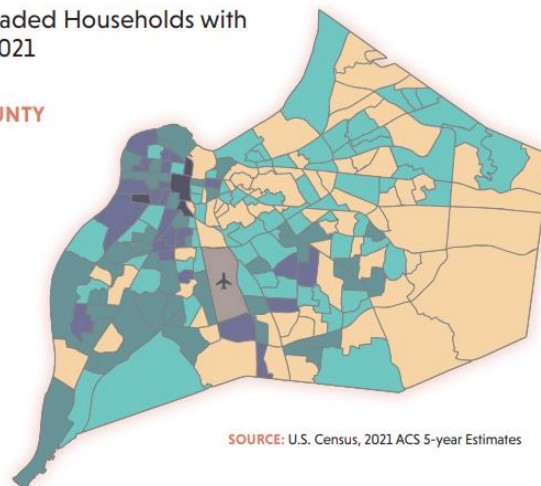 aded Households with
021
UNTY
SOURCE: U.S. Census, 2021 ACS 5-year Estimates